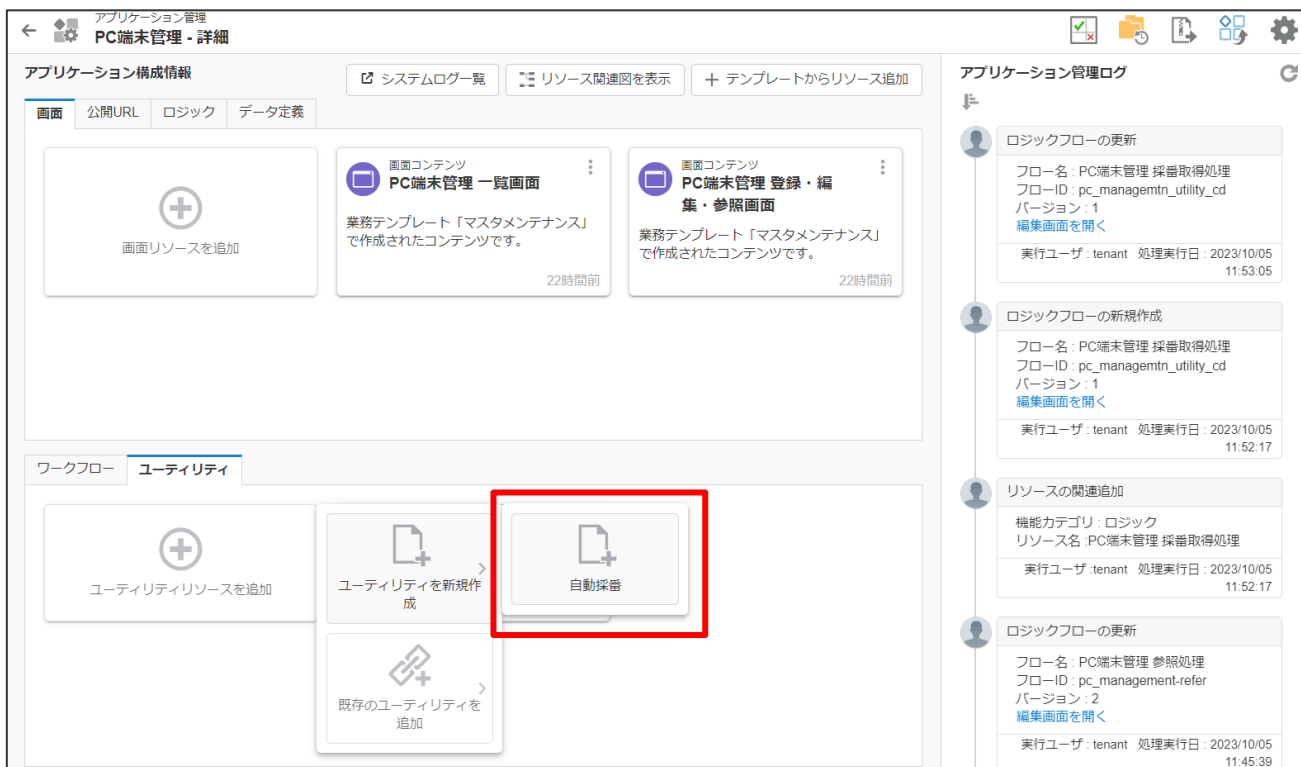 アプリケーション管理
PC端末管理 - 詳細
アプリケーション構成情報
システムログ一覧
リソース関連図を表示
テンプレートからリソース追加
画面
公開URL
ロジック
データ定義
画面リソースを追加
画面コンテンツ
PC端末管理 一覧画面
業務テンプレート「マスタメンテナンス」
で作成されたコンテンツです。
22時間前
画面コンテンツ
PC端末管理 登録・編
集・参照画面
業務テンプレート「マスタメンテナンス」
で作成されたコンテンツです。
22時間前
ワークフロー
ユーティリティ
ユーティリティリソースを追加
ユーティリティを新規作
成
自動採番
既存のユーティリティを
追加
アプリケーション管理ログ
ロジックフローの更新
フロー名 : PC端末管理 採番取得処理
フローID : pc_managemtn_utility_cd
バージョン : 1
編集画面を開く
実行ユーザ : tenant 処理実行日 : 2023/10/05
11:53:05
ロジックフローの新規作成
フロー名 : PC端末管理 採番取得処理
フローID : pc_managemtn_utility_cd
バージョン : 1
編集画面を開く
実行ユーザ : tenant 処理実行日 : 2023/10/05
11:52:17
リソースの関連追加
機能カテゴリ : ロジック
リソース名 :PC端末管理 採番取得処理
実行ユーザ :tenant 処理実行日 : 2023/10/05
11:52:17
ロジックフローの更新
フロー名 : PC端末管理 参照処理
フローID : pc_management-refer
バージョン : 2
編集画面を開く
実行ユーザ : tenant 処理実行日 : 2023/10/05
11:45:39